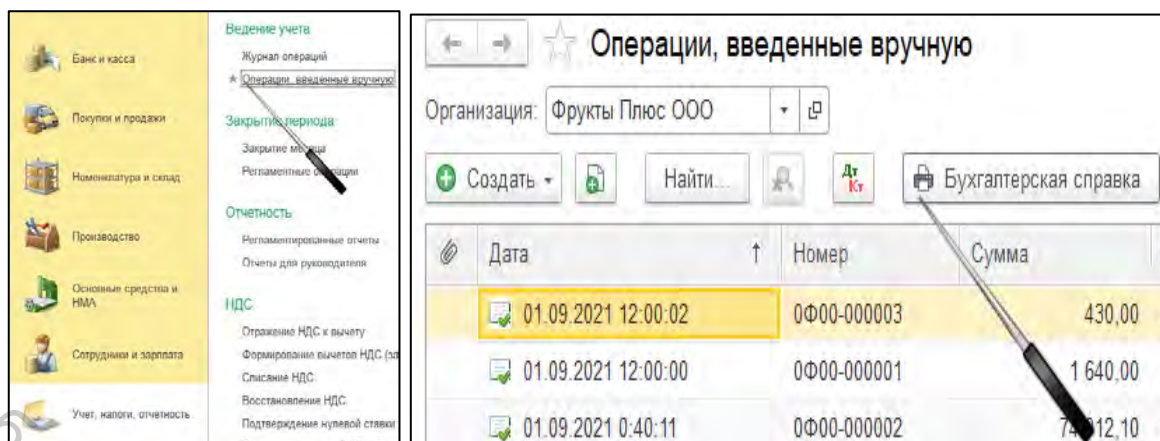 Банк и касса
Покупки и продажи
Номенклатура и склад
Производство
Основные средства и
НМА
Сотрудники и зарплата
Учет, налоги, отчетность
Ведение учета
Журнал операций
Операции, введенные вручную
Закрытие периода
Закрытие месяца
Регламентные операции
Отчетность
Регламентированные отчеты
Отчеты для руководителя
НДС
Отражение НДС к вычету
Формирование вычетов НДС (за
Списание НДС
Восстановление НДС
Подтверждение нулевой ставки
Операции, введенные вручную
Организация: Фрукты Плюс ООО
Создать Найти... Дт Кт Бухгалтерская справка
Дата ↑ Номер Сумма
01.09.2021 12:00:02 0Ф00-000003 430,00
01.09.2021 12:00:00 0Ф00-000001 1 640,00
01.09.2021 0:40:11 0Ф00-000002